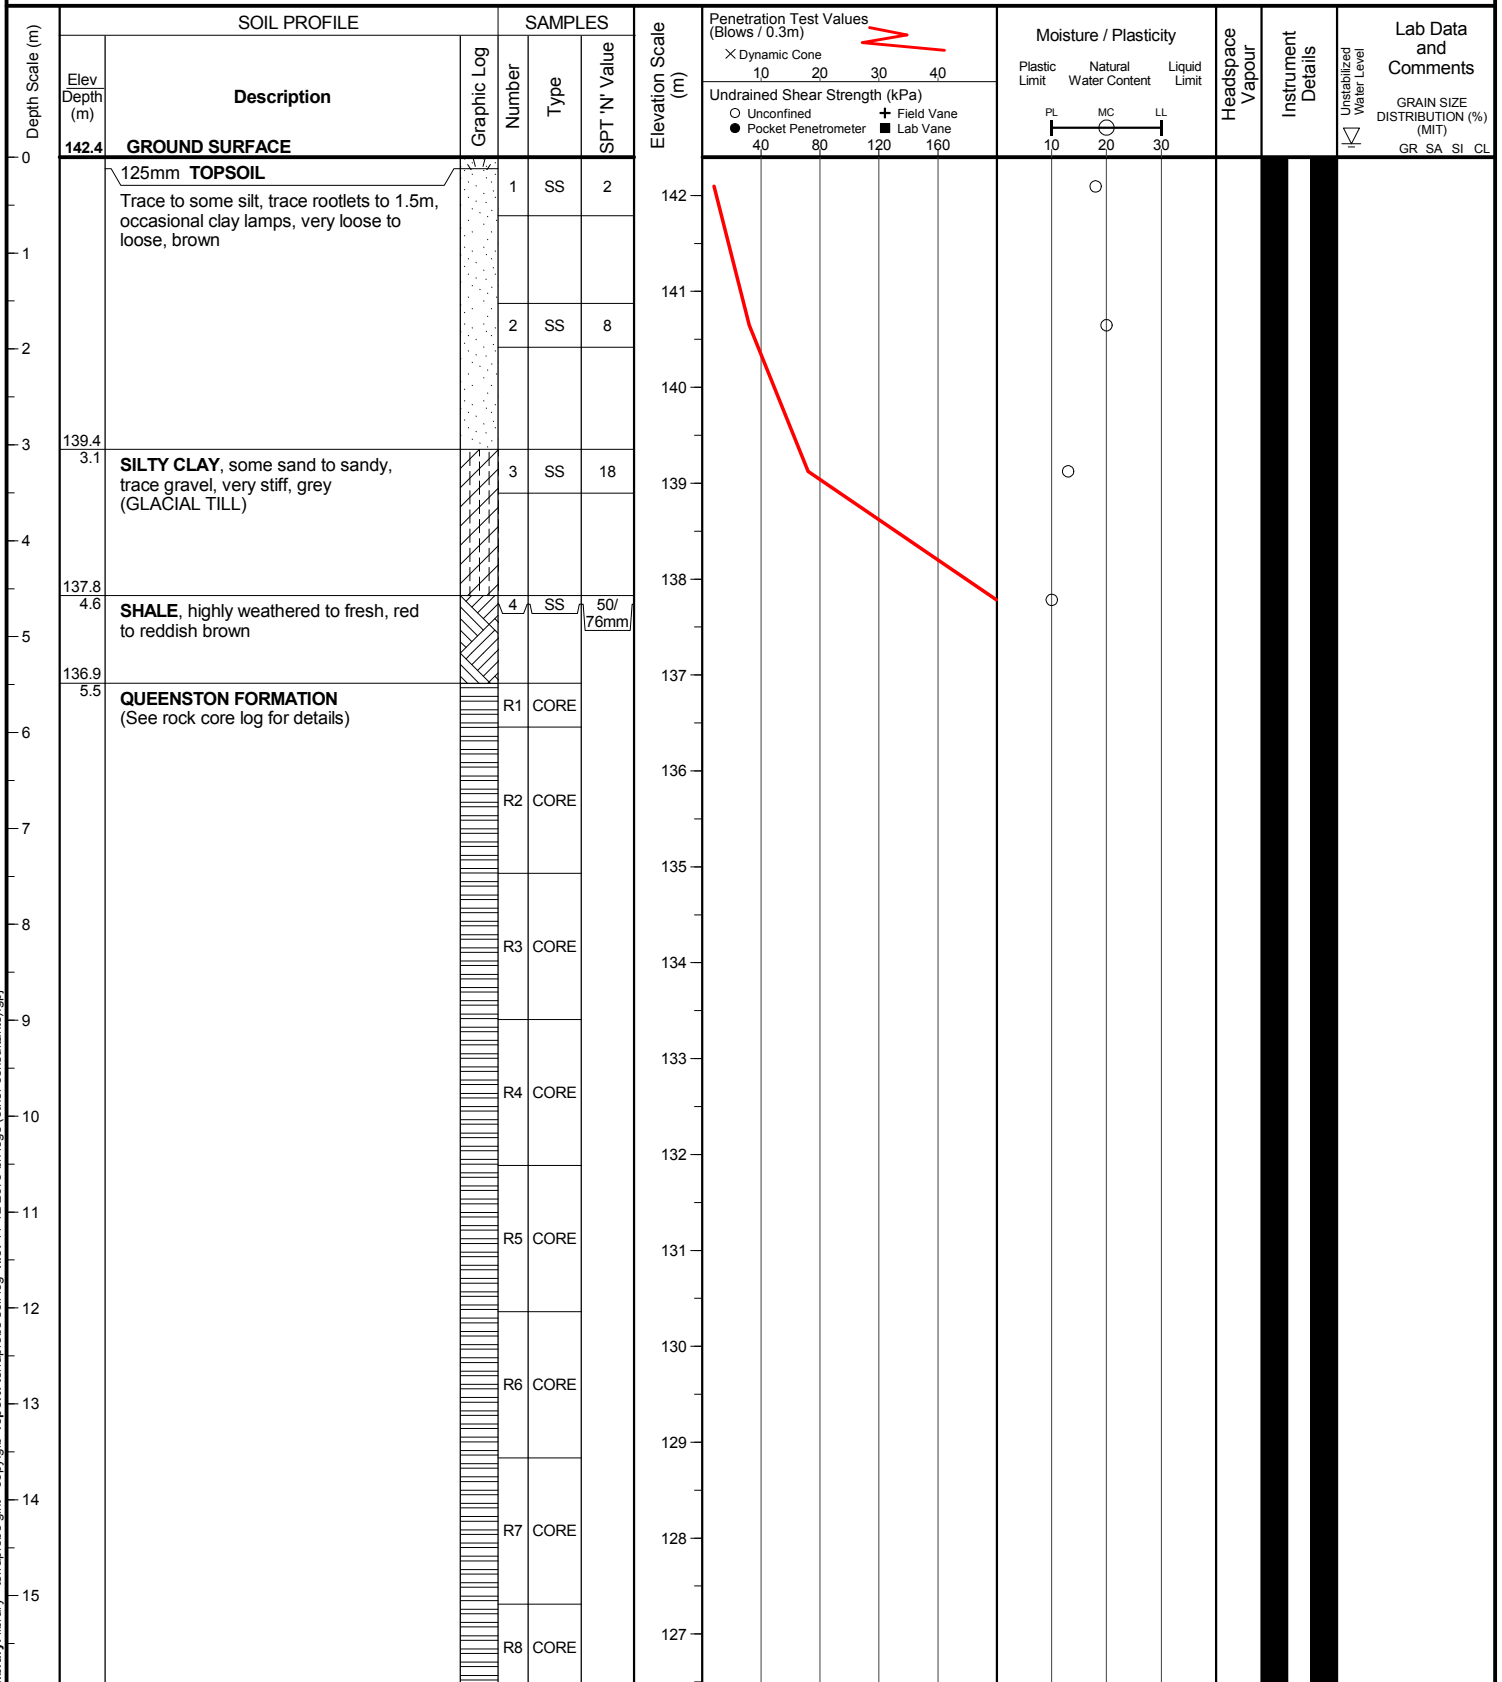 SOIL PROFILE
SAMPLES
Depth Scale (m)
Elev
Depth
(m)
Description
Graphic Log
Number
Type
SPT 'N' Value
Elevation Scale
(m)
Penetration Test Values
(Blows / 0.3m)
× Dynamic Cone
10 20 30 40
Undrained Shear Strength (kPa)
Unconfined
Field Vane
Pocket Penetrometer
Lab Vane
40 80 120 160
Moisture / Plasticity
Plastic
Limit
Natural
Water Content
Liquid
Limit
PL MC LL
10 20 30
Headspace
Vapour
Instrument
Details
Unstabilized
Water Level
Lab Data
and
Comments
GRAIN SIZE
DISTRIBUTION (%)
(MIT)
GR SA SI CL
142.4 GROUND SURFACE
0
125mm TOPSOIL
Trace to some silt, trace rootlets to 1.5m,
occasional clay lamps, very loose to
loose, brown
1 SS 2
142
1
141
2 SS 8
2
140
3
139.4
3.1
SILTY CLAY, some sand to sandy,
trace gravel, very stiff, grey
(GLACIAL TILL)
3 SS 18
139
4
138
137.8
4.6
SHALE, highly weathered to fresh, red
to reddish brown
4 SS 50/
76mm
5
137
136.9
5.5
QUEENSTON FORMATION
(See rock core log for details)
R1 CORE
6
136
R2 CORE
7
135
8
R3 CORE
134
9
133
R4 CORE
10
132
11
R5 CORE
131
12
130
R6 CORE
13
129
14
R7 CORE
128
15
127
R8 CORE